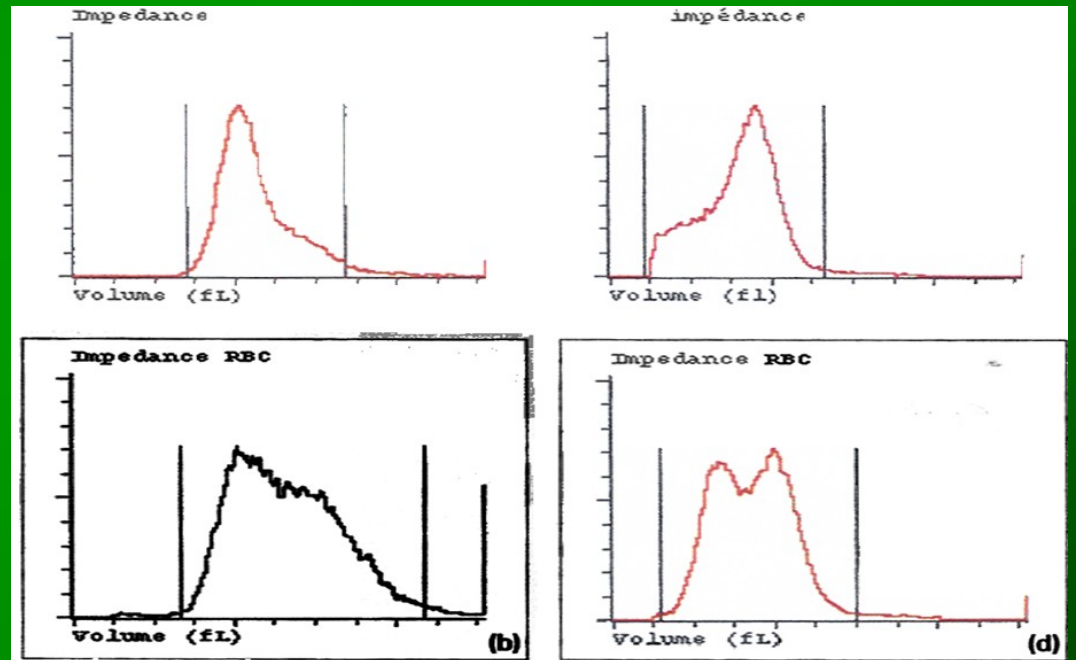 Impedance
impédance
Volume (fL)
Volume (fl)
Impedance RBC
Impedance RBC
Volume (fL)
(b)
Volume (fL)
(d)